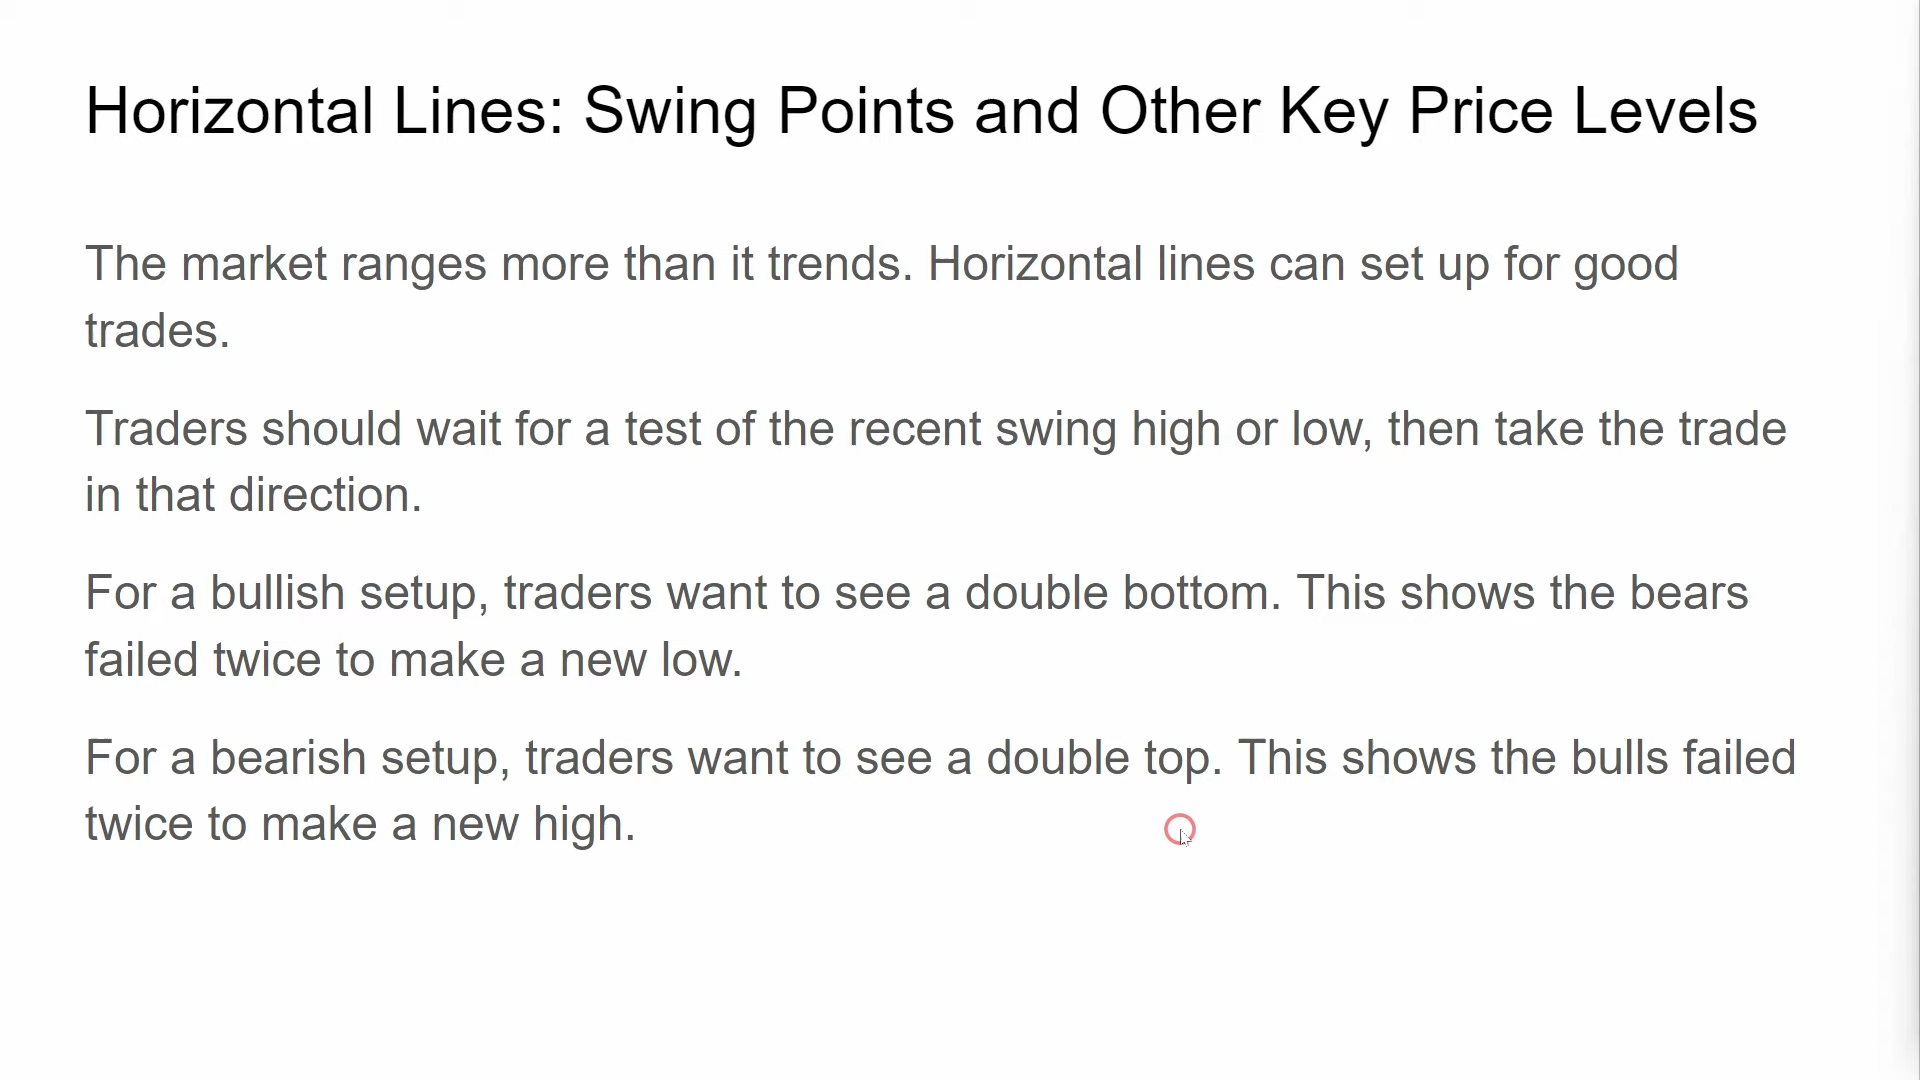 Horizontal Lines: Swing Points and Other Key Price Levels
The market ranges more than it trends. Horizontal lines can set up for good
trades.
Traders should wait for a test of the recent swing high or low, then take the trade
in that direction.
For a bullish setup, traders want to see a double bottom. This shows the bears
failed twice to make a new low.
For a bearish setup, traders want to see a double top. This shows the bulls failed
twice to make a new high.